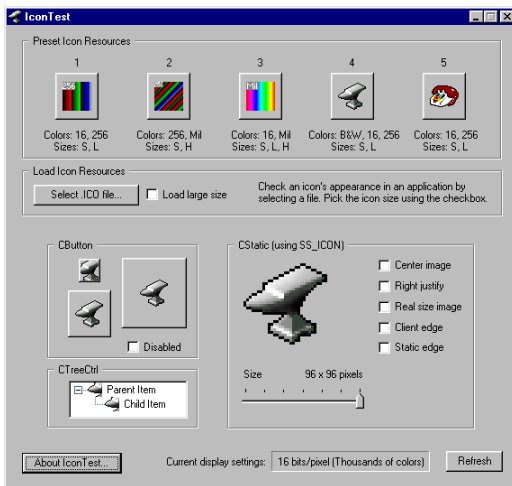 IconTest
Preset Icon Resources
1 2 3 4 5
256 Mil
Colors: 16, 256 Colors: 256, Mil Colors: 16, Mil Colors: B&W, 16, 256 Colors: 16, 256
Sizes: S, L Sizes: S, H Sizes: S, L, H Sizes: S, L Sizes: S, L
Load Icon Resources
Select .ICO file... Load large size
Check an icon's appearance in an application by
selecting a file. Pick the icon size using the checkbox.
CButton
Disabled
CTreeCtrl
Parent Item
Child Item
CStatic (using SS_ICON)
Center image
Right justify
Real size image
Client edge
Static edge
Size 96 x 96 pixels
About IconTest... Current display settings: 16 bits/pixel (Thousands of colors) Refresh